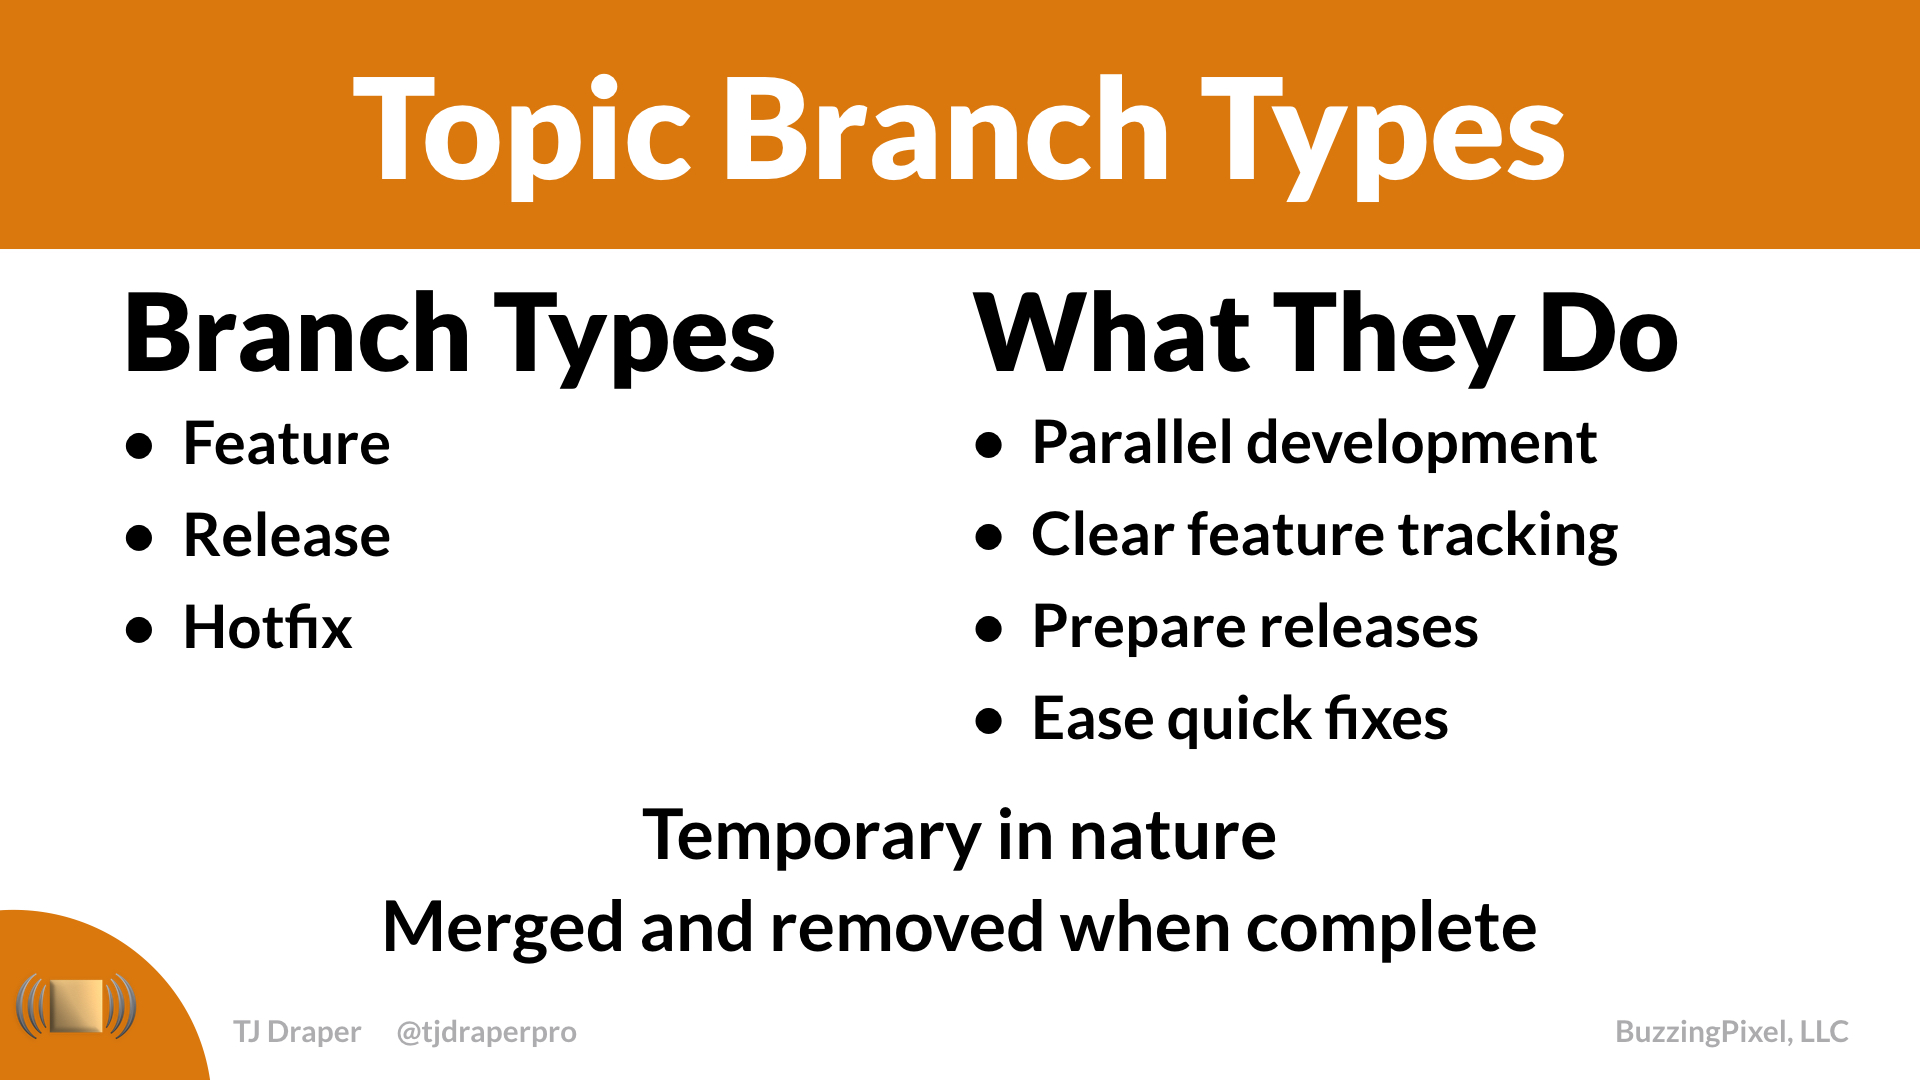 Topic Branch Types
Branch Types
• Feature
• Release
• Hotfix
What They Do
• Parallel development
• Clear feature tracking
• Prepare releases
• Ease quick fixes
Temporary in nature
Merged and removed when complete
TJ Draper @tjdraperpro
BuzzingPixel, LLC